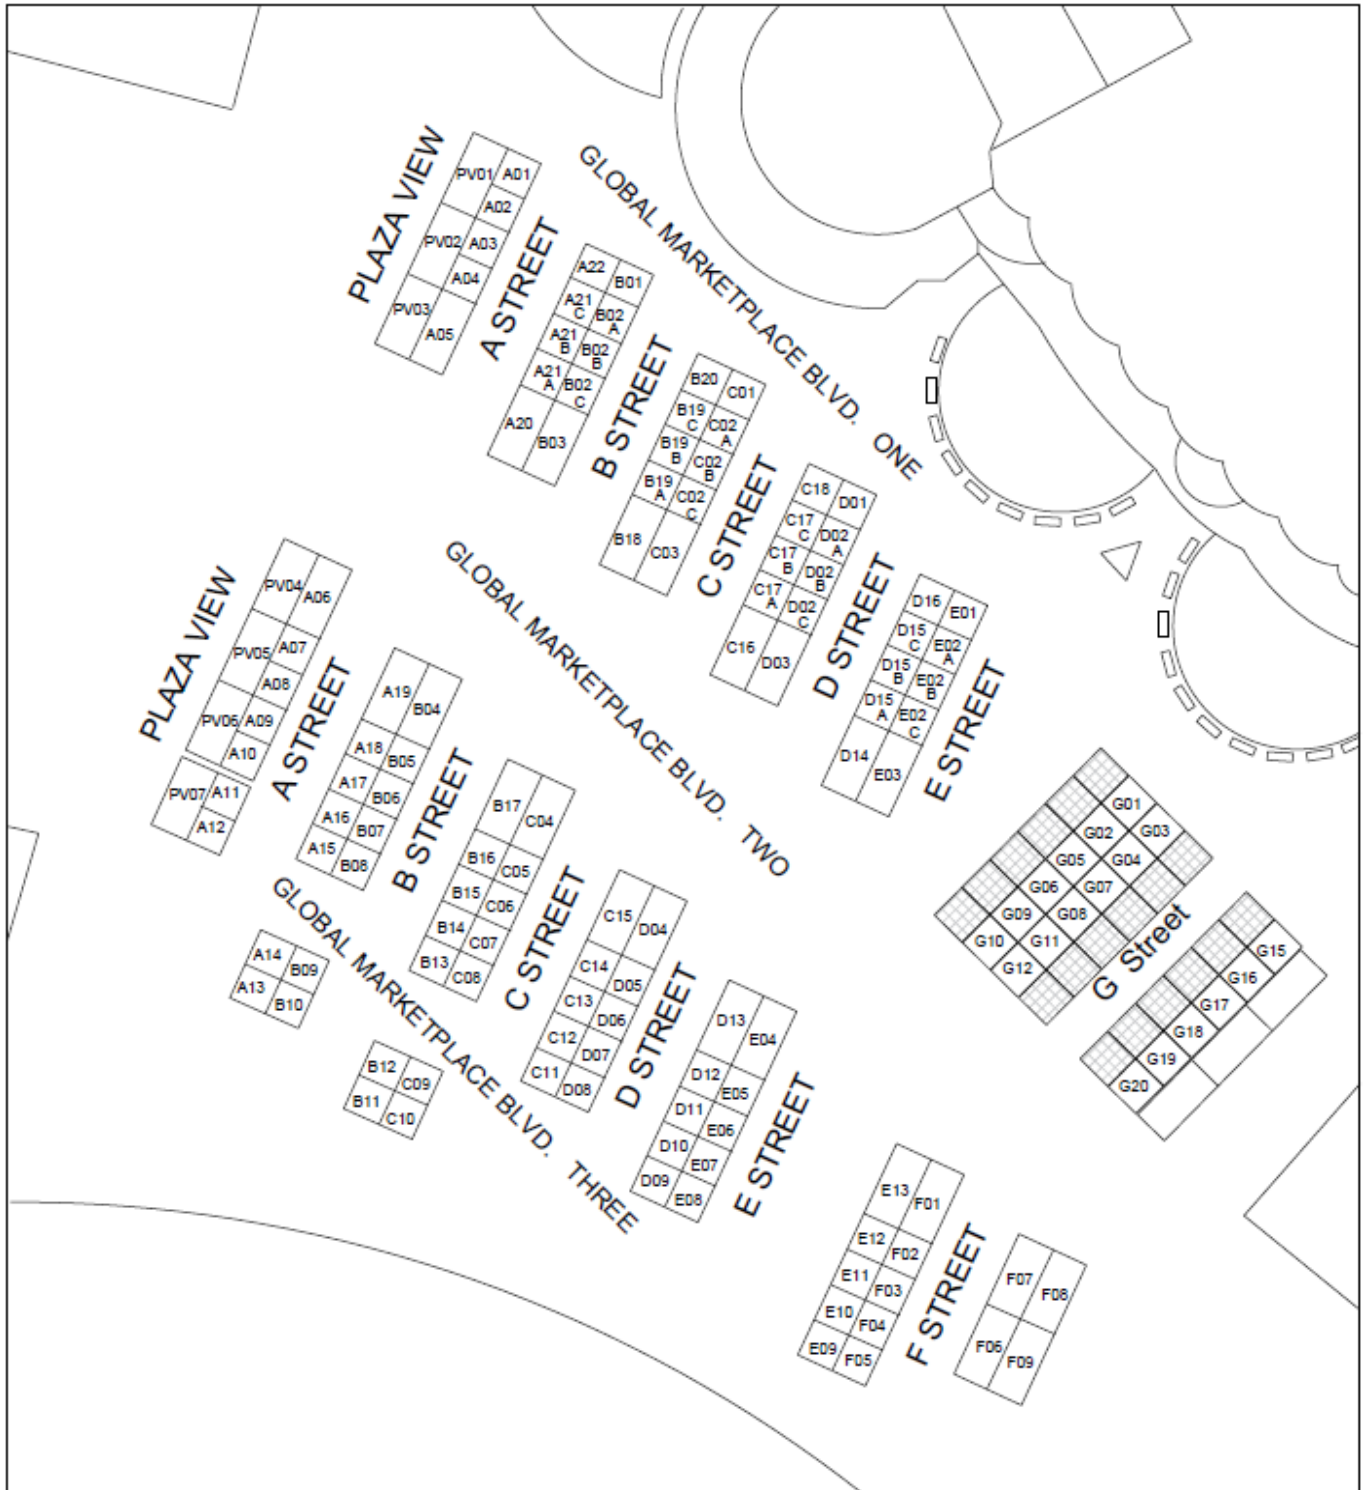 PLAZA VIEW
PV01
A01
A02
PV02
A03
A04
PV03
A05
A STREET
GLOBAL MARKETPLACE BLVD. ONE
A22
B01
A21
C
B02
A
A21
B
B02
B
A21
A
B02
C
A20
B03
B STREET
B20
C01
B19
C
C02
A
B19
B
C02
B
B19
A
C02
C
B18
C03
C STREET
C18
D01
C17
C
D02
A
C17
B
D02
B
C17
A
D02
C
C16
D03
D STREET
D16
E01
D15
C
E02
A
D15
B
E02
B
D15
A
E02
C
D14
E03
E STREET
GLOBAL MARKETPLACE BLVD. TWO
PLAZA VIEW
PV04
A06
PV05
A07
A08
PV06
A09
A10
PV07
A11
A12
A STREET
A19
B04
A18
B05
A17
B06
A16
B07
A15
B08
B STREET
B17
C04
B16
C05
B15
C06
B14
C07
B13
C08
C STREET
C15
D04
C14
D05
C13
D06
C12
D07
C11
D08
D STREET
D13
E04
D12
E05
D11
E06
D10
E07
D09
E08
E STREET
GLOBAL MARKETPLACE BLVD. THREE
A14
B09
A13
B10
B12
C09
B11
C10
G01
G02
G03
G05
G04
G06
G07
G09
G08
G10
G11
G12
G Street
G15
G16
G17
G18
G19
G20
E13
F01
E12
F02
E11
F03
E10
F04
E09
F05
F STREET
F07
F08
F06
F09